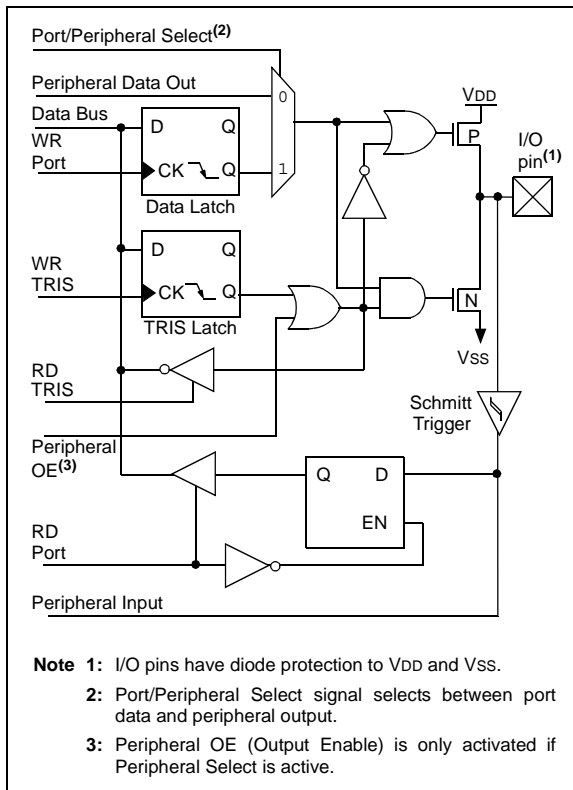 Port/Peripheral Select(2)
Peripheral Data Out
Data Bus
WR
Port
D Q
CK Q
Data Latch
0
1
VDD
P
I/O
pin(1)
WR
TRIS
D Q
CK Q
TRIS Latch
N
VSS
RD
TRIS
Schmitt
Trigger
Peripheral
OE(3)
Q D
EN
RD
Port
Peripheral Input
Note 1: I/O pins have diode protection to VDD and VSS.
2: Port/Peripheral Select signal selects between port
data and peripheral output.
3: Peripheral OE (Output Enable) is only activated if
Peripheral Select is active.